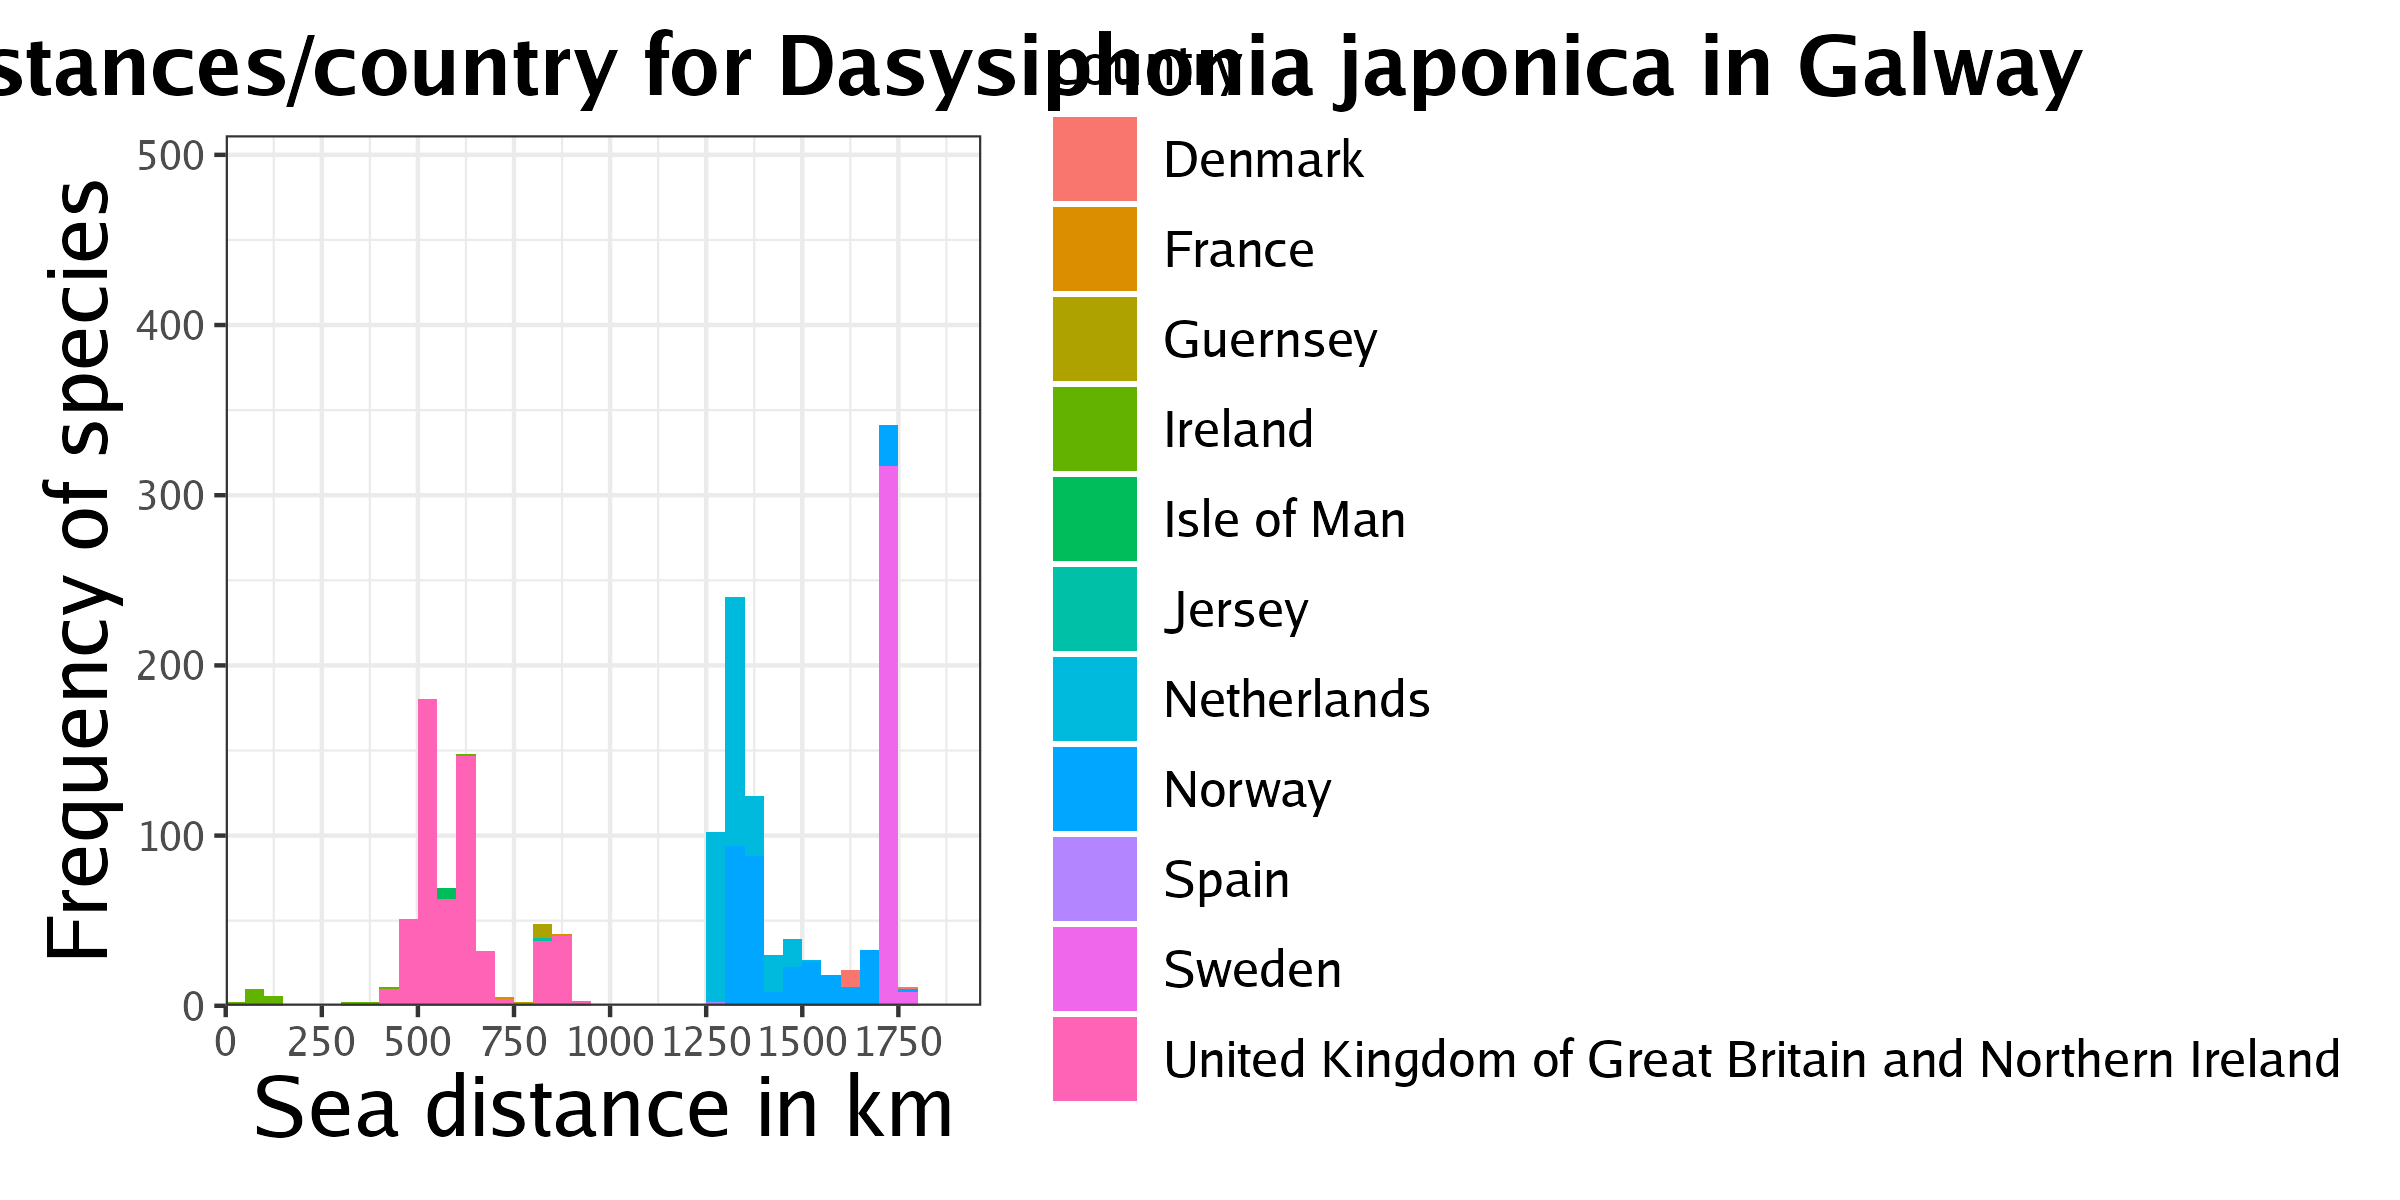 stances/country for Dasysiphonia japonica in Galway
country
Denmark
France
Guernsey
Ireland
Isle of Man
Jersey
Netherlands
Norway
Spain
Sweden
United Kingdom of Great Britain and Northern Ireland
Frequency of species
500
400
300
200
100
0
0 250 500 750 1000 1250 1500 1750
Sea distance in km